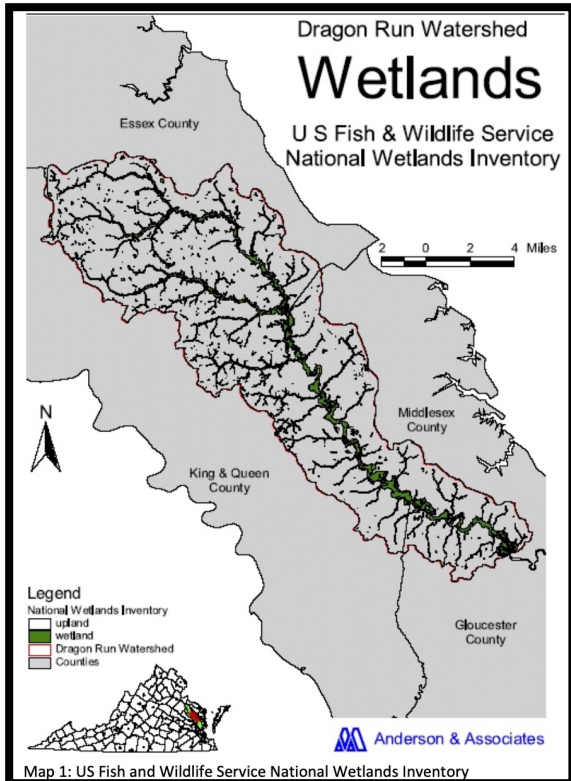 Dragon Run Watershed
Wetlands
U S Fish & Wildlife Service
National Wetlands Inventory
Essex County
2 0 2 4 Miles
N
Middlesex
County
King & Queen
County
Gloucester
County
Legend
National Wetlands Inventory
upland
wetland
Dragon Run Watershed
Counties
Anderson & Associates
Map 1: US Fish and Wildlife Service National Wetlands Inventory